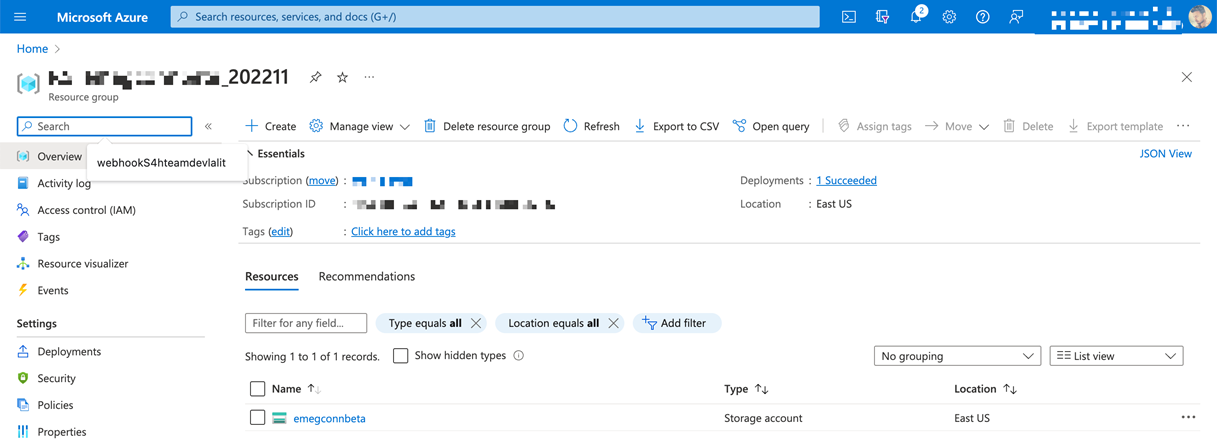 Microsoft Azure
Search resources, services, and docs (G+/)
2
Home
_202211
Resource group
Search
Create
Manage view
Delete resource group
Refresh
Export to CSV
Open query
Assign tags
Move
Delete
Export template
Overview
webhookS4hteamdevlalit
Activity log
Access control (IAM)
Tags
Resource visualizer
Events
Settings
Deployments
Security
Policies
Properties
Essentials
JSON View
Subscription (move) :
Deployments : 1 Succeeded
Subscription ID :
Location : East US
Tags (edit) : Click here to add tags
Resources Recommendations
Filter for any field... Type equals all Location equals all Add filter
Showing 1 to 1 of 1 records. Show hidden types
No grouping List view
Name Type Location
emegconnbeta Storage account East US